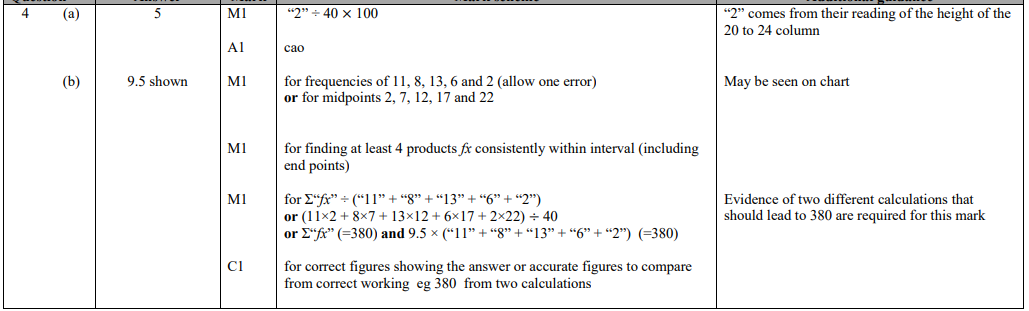 4 (a) 5 M1 “2” ÷ 40 × 100 “2” comes from their reading of the height of the
20 to 24 column
A1 cao
(b) 9.5 shown M1 for frequencies of 11, 8, 13, 6 and 2 (allow one error) May be seen on chart
or for midpoints 2, 7, 12, 17 and 22
M1 for finding at least 4 products fx consistently within interval (including
end points)
M1 for Σ“fx” ÷ (“11” + “8” + “13” + “6” + “2”) Evidence of two different calculations that
or (11×2 + 8×7 + 13×12 + 6×17 + 2×22) ÷ 40 should lead to 380 are required for this mark
or Σ“fx” (=380) and 9.5 × (“11” + “8” + “13” + “6” + “2”) (=380)
C1 for correct figures showing the answer or accurate figures to compare
from correct working eg 380 from two calculations